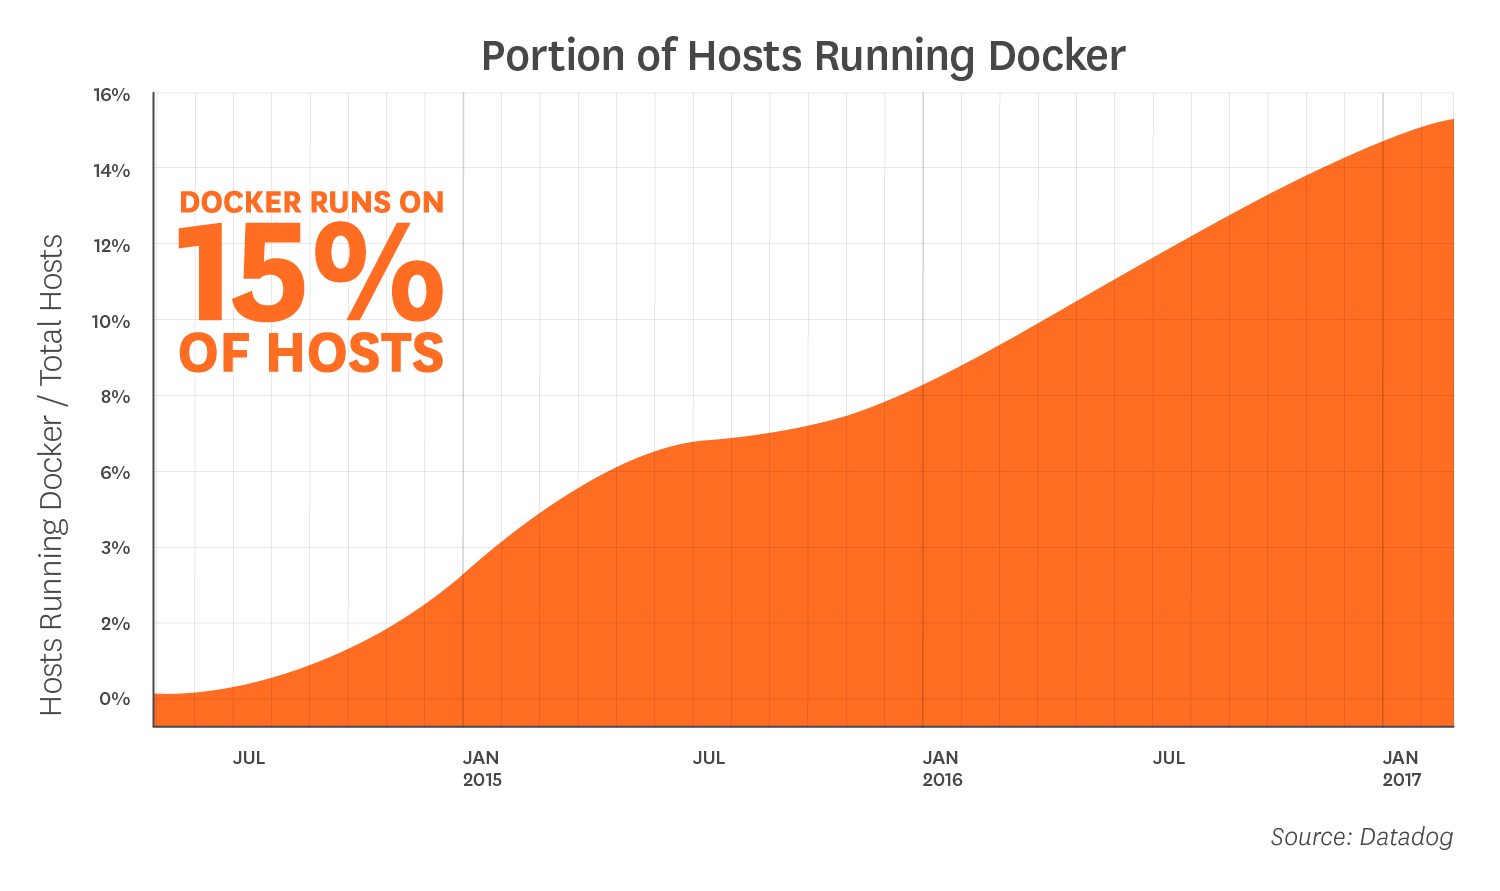 Portion of Hosts Running Docker
16%
14%
12%
10%
8%
6%
3%
2%
0%
Hosts Running Docker / Total Hosts
DOCKER RUNS ON
15%
OF HOSTS
JUL
JAN
2015
JUL
JAN
2016
JUL
JAN
2017
Source: Datadog